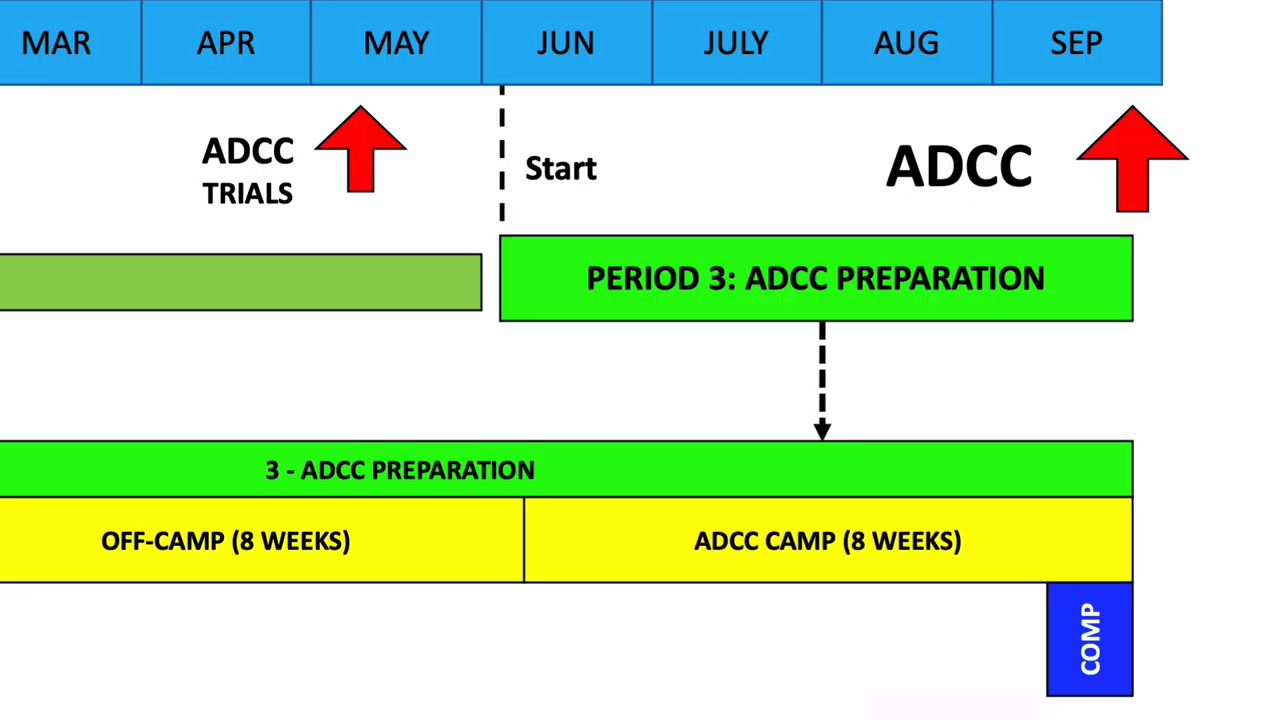 MAR APR MAY JUN JULY AUG SEP
ADCC
TRIALS
Start
ADCC
PERIOD 3: ADCC PREPARATION
3 - ADCC PREPARATION
OFF-CAMP (8 WEEKS)
ADCC CAMP (8 WEEKS)
COMP